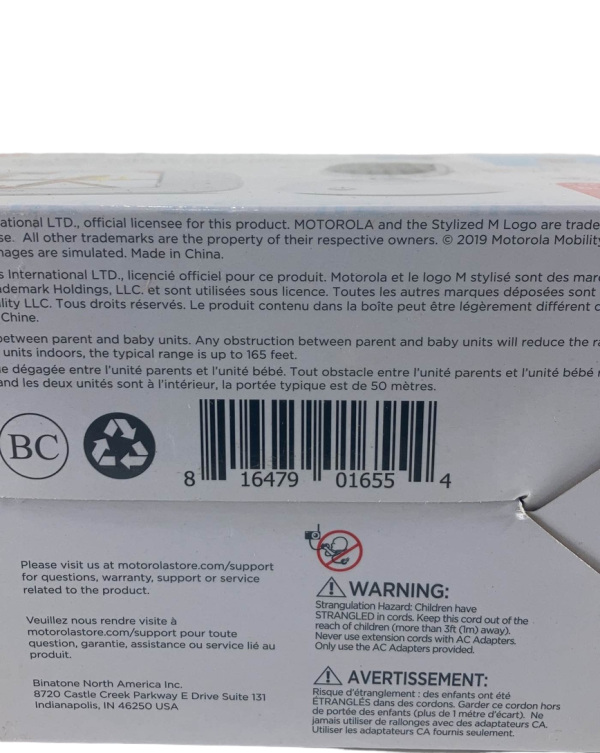 ational LTD., official licensee for this product. MOTOROLA and the Stylized M Logo are trade
se. All other trademarks are the property of their respective owners. © 2019 Motorola Mobility
mages are simulated. Made in China.
s International LTD., licencié officiel pour ce produit. Motorola et le logo M stylisé sont des mar
demark Holdings, LLC. et sont utilisées sous licence. Toutes les autres marques déposées sont
lity LLC. Tous droits réservés. Le produit contenu dans la boîte peut être légèrement différent
Chine.
between parent and baby units. Any obstruction between parent and baby units will reduce the ra
units indoors, the typical range is up to 165 feet.
e dégagée entre l'unité parents et l'unité bébé. Tout obstacle entre l'unité parents et l'unité bébé
and les deux unités sont à l'intérieur, la portée typique est de 50 mètres.
BC
8 16479 01655 4
Please visit us at motorolastore.com/support
for questions, warranty, support or service
related to the product.
Veuillez nous rendre visite à
motorolastore.com/support pour toute
question, garantie, assistance ou service lié au
produit.
Binatone North America Inc.
8720 Castle Creek Parkway E Drive Suite 131
Indianapolis, IN 46250 USA
WARNING:
Strangulation Hazard: Children have
STRANGLED in cords. Keep this cord out of the
reach of children (more than 3ft (1m) away).
Never use extension cords with AC Adapters.
Only use the AC Adapters provided.
AVERTISSEMENT:
Risque d'étranglement : des enfants ont été
ÉTRANGLÉS dans des cordons. Garder ce cordon hors
de portée des enfants (plus de 1 mètre d'écart). Ne
jamais utiliser de rallonges avec des adaptateurs CA.
Utiliser les adaptateurs CA fournis seulement.